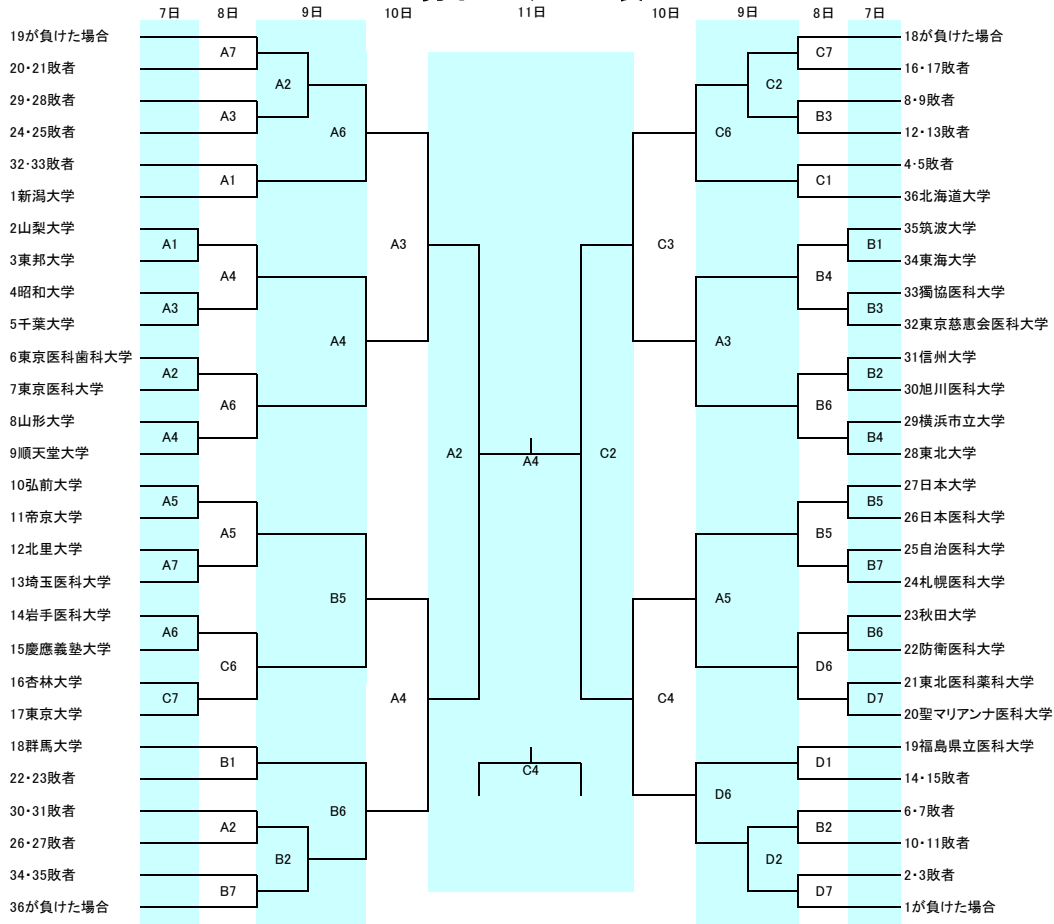 7日 8日 9日 10日 11日 10日 9日 8日 7日
19が負けた場合
20・21敗者
29・28敗者
24・25敗者
32・33敗者
1新潟大学
2山梨大学
3東邦大学
4昭和大学
5千葉大学
6東京医科歯科大学
7東京医科大学
8山形大学
9順天堂大学
10弘前大学
11帝京大学
12北里大学
13埼玉医科大学
14岩手医科大学
15慶應義塾大学
16杏林大学
17東京大学
18群馬大学
22・23敗者
30・31敗者
26・27敗者
34・35敗者
36が負けた場合
A1
A3
A2
A4
A5
A7
A6
C7
A7
A3
A1
A4
A6
A5
C6
B1
A2
B7
A2
A6
A4
B5
B6
B2
A3
A4
A2
A4
C4
C2
C3
C4
C2
C6
A3
A5
D6
D2
C7
B3
C1
B4
B6
B5
D6
D1
B2
D7
B1
B3
B2
B4
B5
B7
B6
D7
18が負けた場合
16・17敗者
8・9敗者
12・13敗者
4・5敗者
36北海道大学
35筑波大学
34東海大学
33獨協医科大学
32東京慈恵会医科大学
31信州大学
30旭川医科大学
29横浜市立大学
28東北大学
27日本大学
26日本医科大学
25自治医科大学
24札幌医科大学
23秋田大学
22防衛医科大学
21東北医科薬科大学
20聖マリアンナ医科大学
19福島県立医科大学
14・15敗者
6・7敗者
10・11敗者
2・3敗者
1が負けた場合